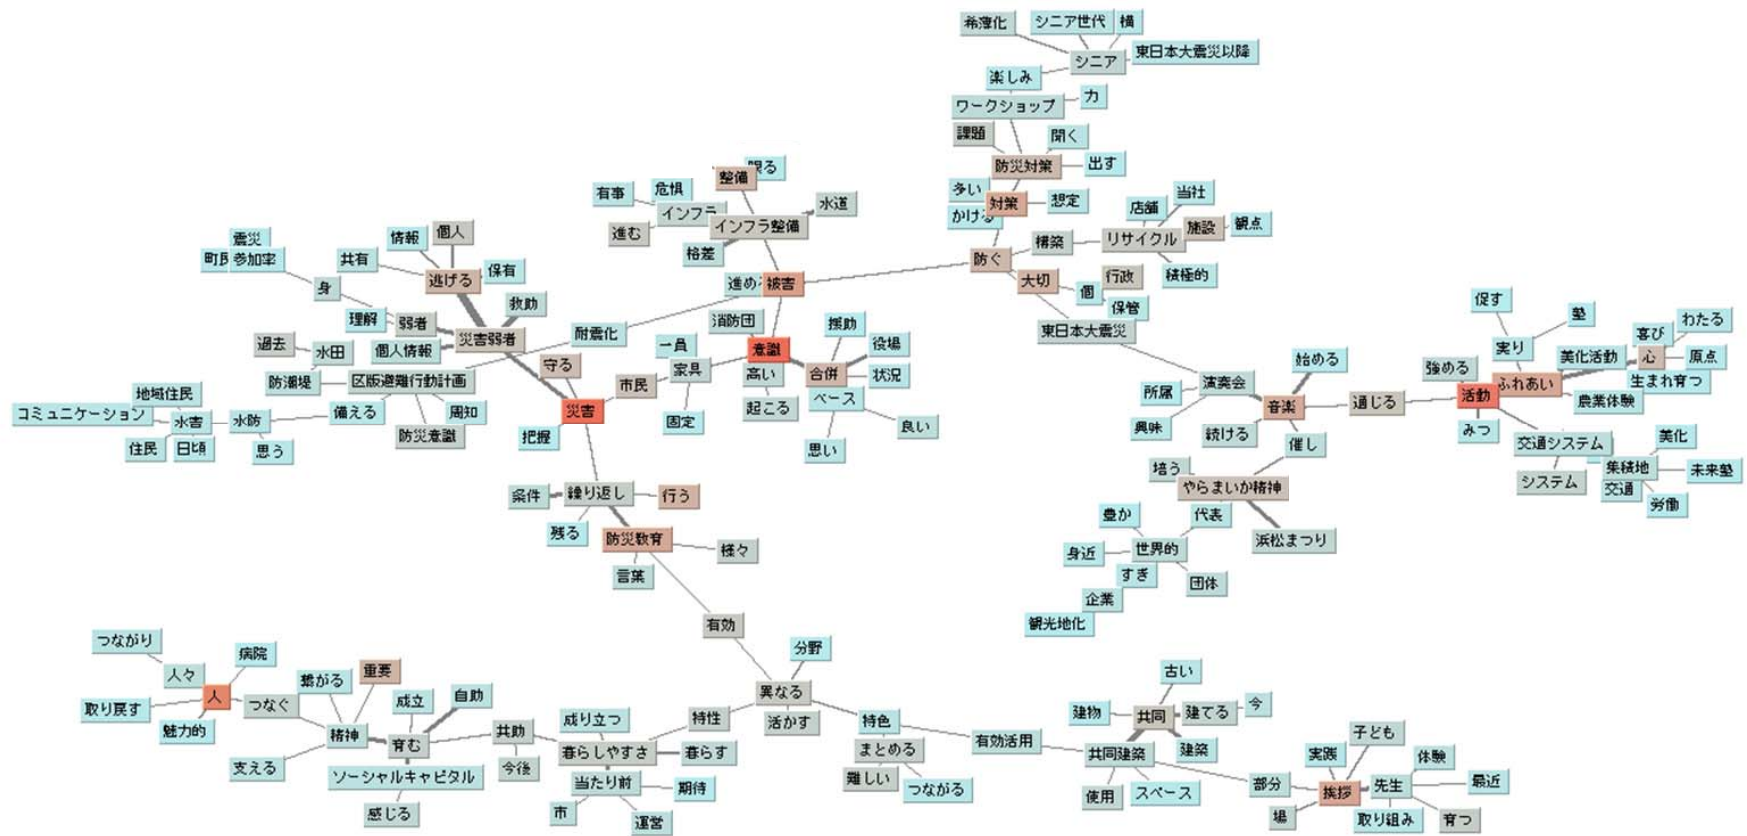 希薄化
シニア世代
横
シニア
東日本大震災以降
楽しみ
ワークショップ
力
課題
聞く
防災対策
出す
多い
対策
想定
かける
防ぐ
構築
リサイクル
店舗
当社
施設
観点
積極的
大切
行政
個
保管
東日本大震災
整備
限る
有事
危惧
インフラ
インフラ整備
水道
進む
格差
被害
消防団
意識
援助
役場
合併
状況
高い
起こる
ベース
良い
思い
一員
家具
固定
市民
耐震化
守る
災害
把握
震災
参加率
身
共有
情報
個人
逃げる
保有
救助
理解
弱者
災害弱者
個人情報
過去
水田
防潮堤
区版避難行動計画
備える
周知
防災意識
地域住民
コミュニケーション
水害
水防
住民
日頃
思う
条件
繰り返し
行う
残る
防災教育
様々
言葉
有効
分野
異なる
活かす
特性
特色
まとめる
難しい
つながる
有効活用
つながり
人々
病院
人
取り戻す
魅力的
つなぐ
繋がる
重要
精神
支える
成立
自助
育む
ソーシャルキャピタル
感じる
共助
今後
成り立つ
暮らしやすさ
暮らす
当たり前
期待
市
運営
古い
建物
共同
建てる
今
共同建築
建築
使用
スペース
部分
実践
子ども
挨拶
場
先生
体験
最近
取り組み
育つ
始める
演奏会
所属
興味
音楽
続ける
通じる
催し
培う
やらまいか精神
浜松まつり
代表
豊か
世界的
身近
すぎ
団体
企業
観光地化
促す
塾
実り
強める
活動
ふれあい
みつ
美化活動
喜び
わたる
心
原点
生まれ育つ
農業体験
交通システム
システム
集積地
美化
未来塾
交通
労働